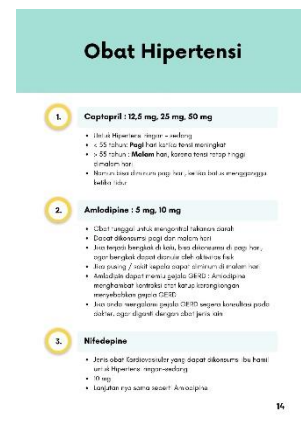 Obat Hipertensi
1.
Captopril : 12,5 mg, 25 mg, 50 mg
Untuk Hipertensi ringan - sedang
< 55 tahun: Pagi hari ketika tensi meningkat
> 55 tahun : Malam hari, karena tensi tetap tinggi
dimalam hari
Namun bisa diminum pagi hari, ketika batuk mengganggu
ketika tidur
2.
Amlodipine : 5 mg, 10 mg
Obat tunggal untuk mengontrol tekanan darah
Dapat dikonsumsi pagi dan malam hari
Jika terjadi bengkak di kaki, bisa dikonsumsi di pagi hari,
agar bengkak dapat dianulir oleh aktivitas fisik
Jika pusing / sakit kepala dapat diminum di malam hari
Amlodipin dapat memicu gejala GERD : Amlodipine
menghambat kontraksi otot katup kerongkongan
menyebabkan gejala GERD
Jika anda mengalami gejala GERD segera konsultasi pada
dokter, agar diganti dengan obat jenis lain
3.
Nifedepine
Jenis obat Kardiovaskuler yang dapat dikonsumsi ibu hamil
untuk Hipertensi ringan-sedang
10 mg
Lanjutan nya sama seperti Amlodipine
14